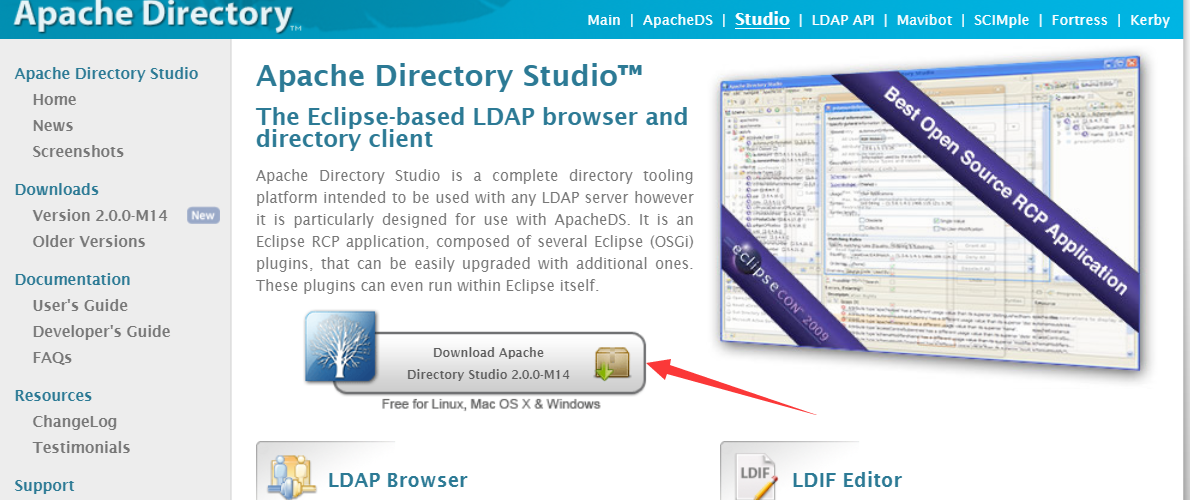 Apache Directory™
Main | ApacheDS | Studio | LDAP API | Mavibot | SCIMple | Fortress | Kerby
Apache Directory Studio
Home
News
Screenshots
Downloads
Version 2.0.0-M14 New
Older Versions
Documentation
User's Guide
Developer's Guide
FAQs
Resources
ChangeLog
Testimonials
Support
Apache Directory Studio™
The Eclipse-based LDAP browser and
directory client
Apache Directory Studio is a complete directory tooling
platform intended to be used with any LDAP server however
it is particularly designed for use with ApacheDS. It is an
Eclipse RCP application, composed of several Eclipse (OSGi)
plugins, that can be easily upgraded with additional ones.
These plugins can even run within Eclipse itself.
Download Apache
Directory Studio 2.0.0-M14
Free for Linux, Mac OS X & Windows
Best Open Source RCP Application
eclipseCON™ 2009
LDAP Browser
LDIF
LDIF Editor